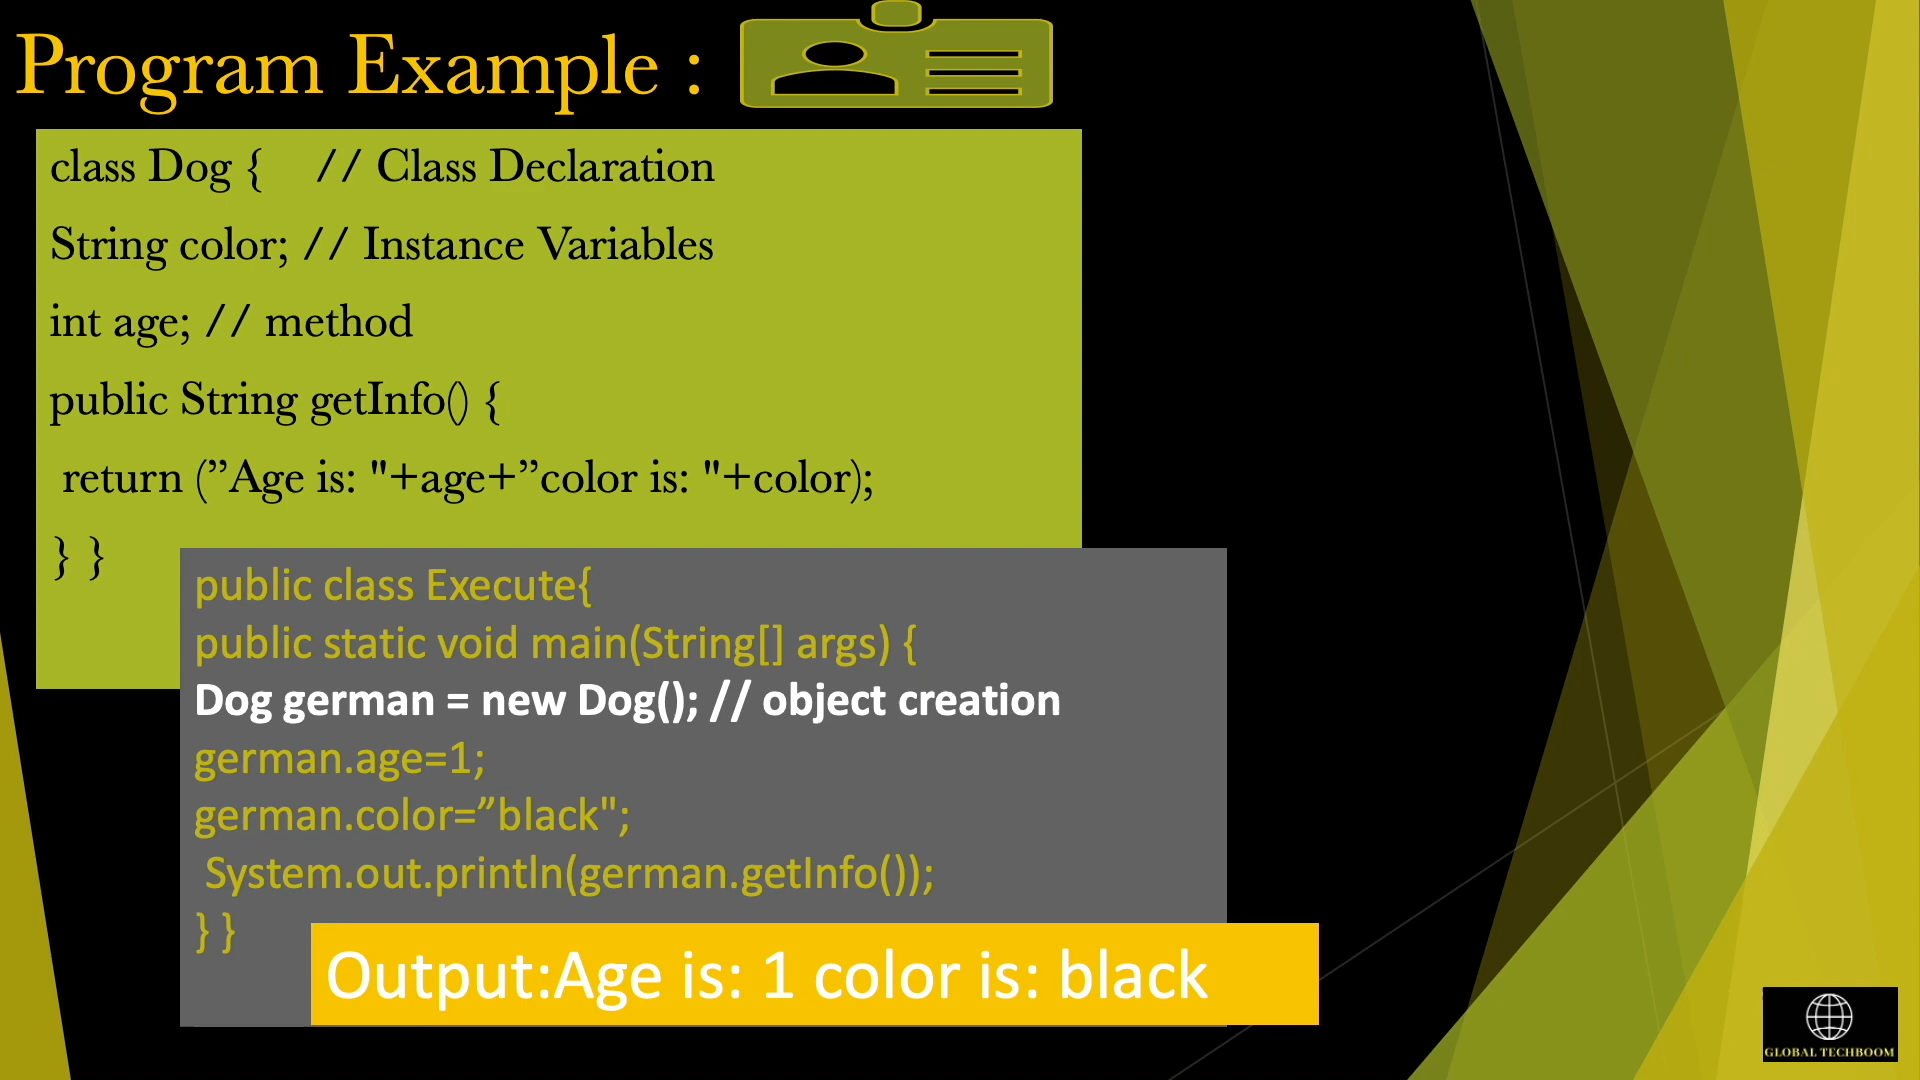 Program Example :
class Dog { // Class Declaration
String color; // Instance Variables
int age; // method
public String getInfo() {
return (”Age is: "+age+”color is: "+color);
} }
public class Execute{
public static void main(String[] args) {
Dog german = new Dog(); // object creation
german.age=1;
german.color=”black";
System.out.println(german.getInfo());
} }
Output:Age is: 1 color is: black
GLOBAL TECHBOOM